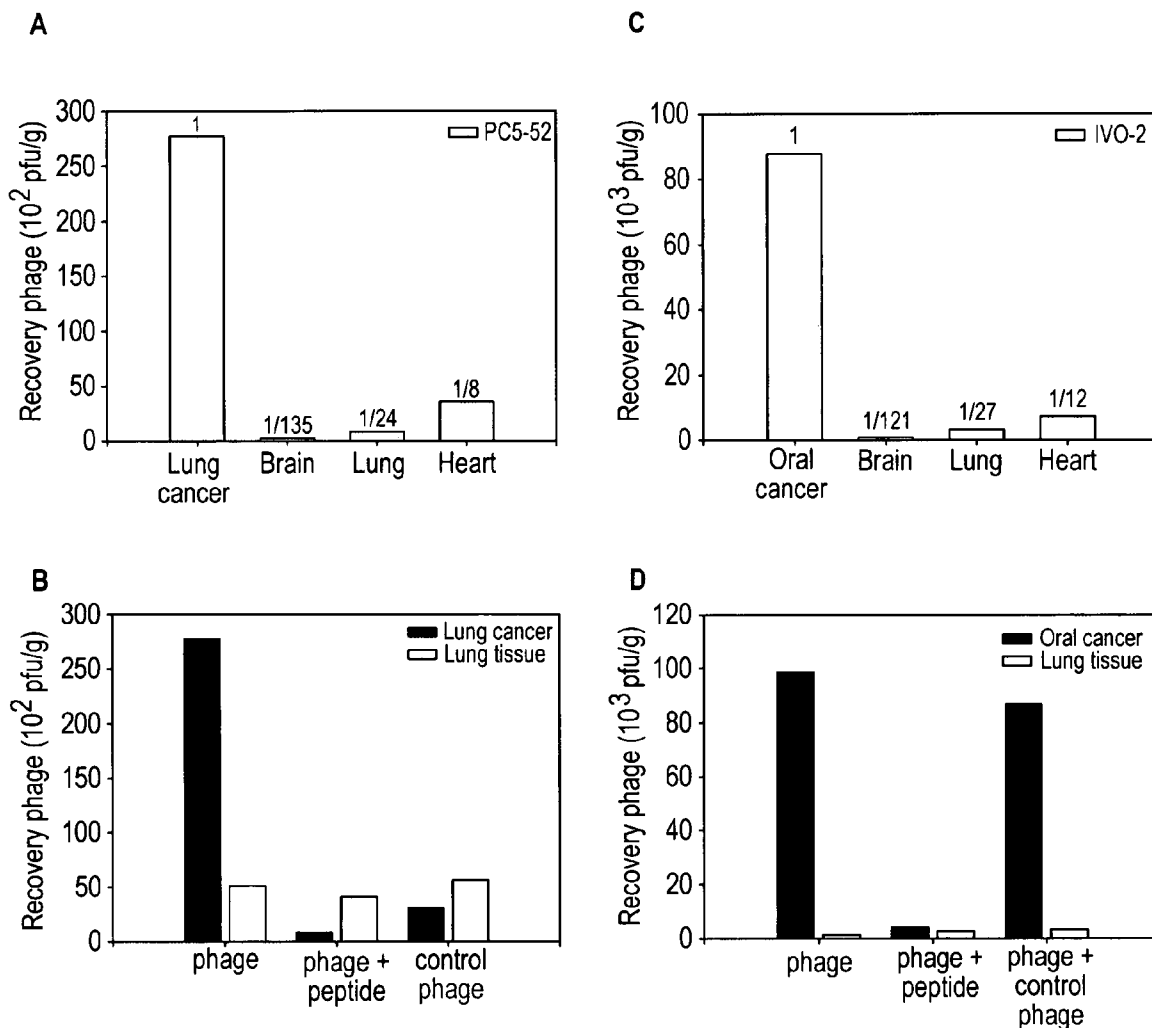 A
Recovery phage (10² pfu/g)
300
250
200
150
100
50
0
1
1/135
1/24
1/8
PC5-52
Lung
cancer
Brain
Lung
Heart
C
Recovery phage (10³ pfu/g)
100
80
60
40
20
0
1
1/121
1/27
1/12
IVO-2
Oral
cancer
Brain
Lung
Heart
B
Recovery phage (10² pfu/g)
300
250
200
150
100
50
0
Lung cancer
Lung tissue
phage
phage +
peptide
control
phage
D
Recovery phage (10³ pfu/g)
120
100
80
60
40
20
0
Oral cancer
Lung tissue
phage
phage +
peptide
phage +
control
phage